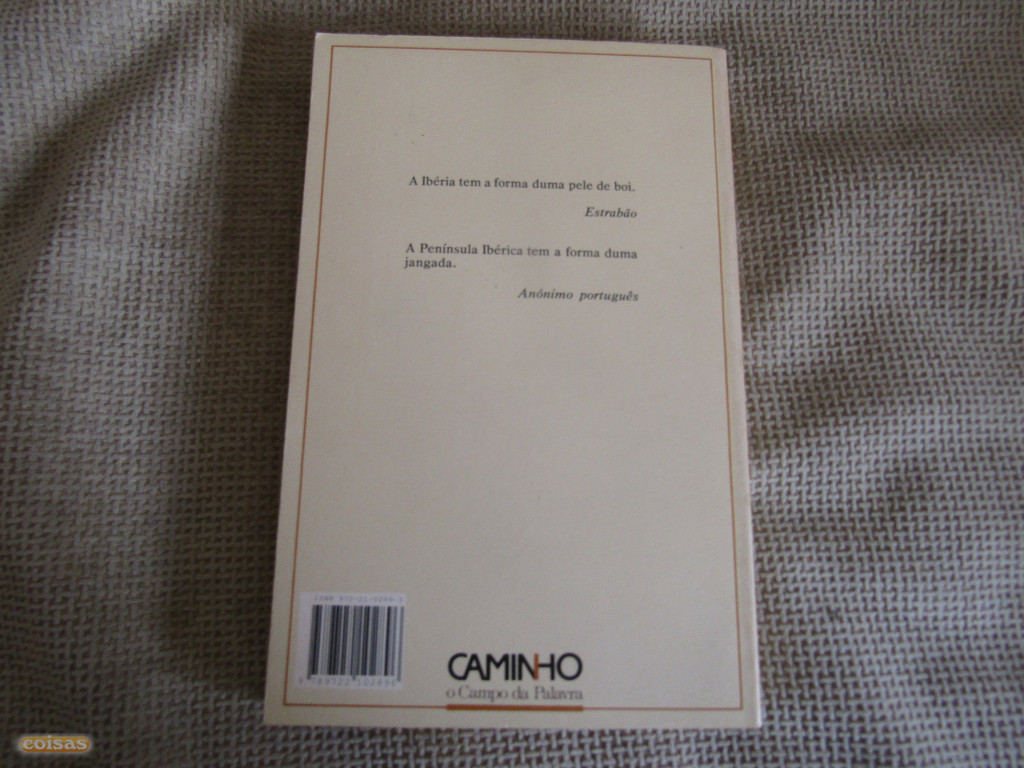 A Ibéria tem a forma duma pele de boi.
Estrabão
A Península Ibérica tem a forma duma
jangada.
Anónimo português
CAMINHO
o Campo da Palavra
coisas